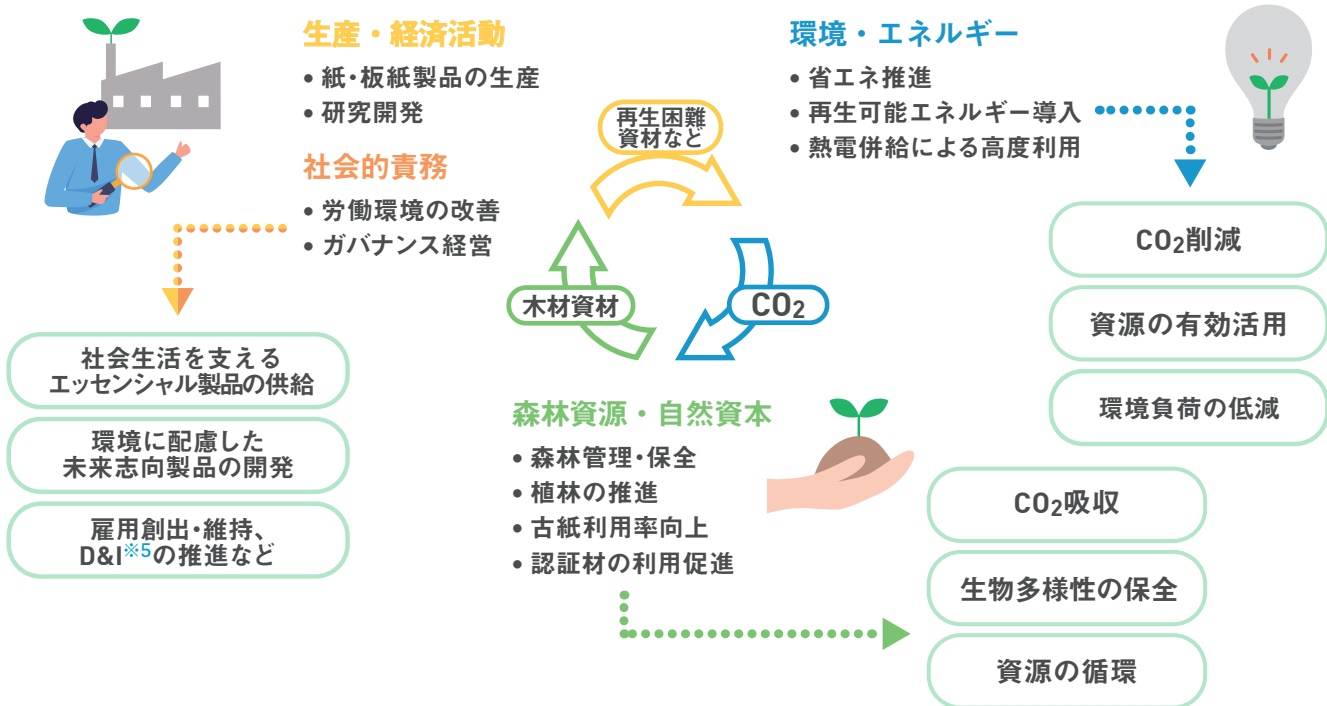 生産・経済活動
• 紙・板紙製品の生産
• 研究開発
社会的責務
• 労働環境の改善
• ガバナンス経営
社会生活を支える
エッセンシャル製品の供給
環境に配慮した
未来志向製品の開発
雇用創出・維持、
D&I※5の推進など
再生困難
資材など
木材資材
CO2
環境・エネルギー
• 省エネ推進
• 再生可能エネルギー導入
• 熱電併給による高度利用
CO2削減
資源の有効活用
環境負荷の低減
森林資源・自然資本
• 森林管理・保全
• 植林の推進
• 古紙利用率向上
• 認証材の利用促進
CO2吸収
生物多様性の保全
資源の循環